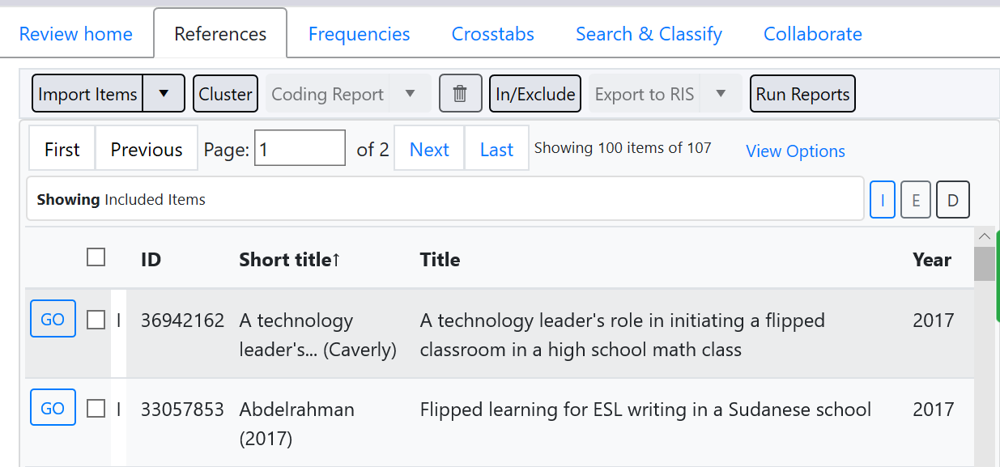 Review home References Frequencies Crosstabs Search & Classify Collaborate
Import Items Cluster Coding Report In/Exclude Export to RIS Run Reports
First Previous Page: 1 of 2 Next Last Showing 100 items of 107 View Options
Showing Included Items I E D
ID Short title↑ Title Year
GO I 36942162 A technology A technology leader's role in initiating a flipped 2017
leader's... (Caverly) classroom in a high school math class
GO I 33057853 Abdelrahman Flipped learning for ESL writing in a Sudanese school 2017
(2017)